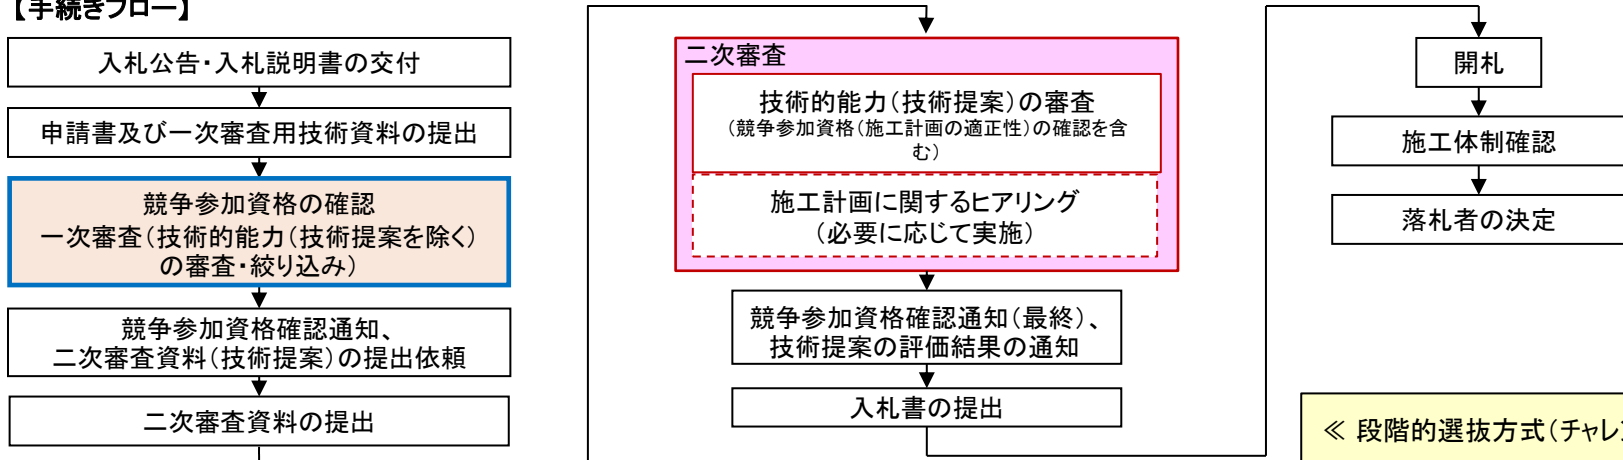 【手続きフロー】
入札公告・入札説明書の交付
申請書及び一次審査用技術資料の提出
競争参加資格の確認
一次審査(技術的能力(技術提案を除く)
の審査・絞り込み)
競争参加資格確認通知、
二次審査資料(技術提案)の提出依頼
二次審査資料の提出
二次審査
技術的能力(技術提案)の審査
(競争参加資格(施工計画の適正性)の確認を含
む)
施工計画に関するヒアリング
(必要に応じて実施)
競争参加資格確認通知(最終)、
技術提案の評価結果の通知
入札書の提出
開札
施工体制確認
落札者の決定
≪ 段階的選抜方式(チャレ